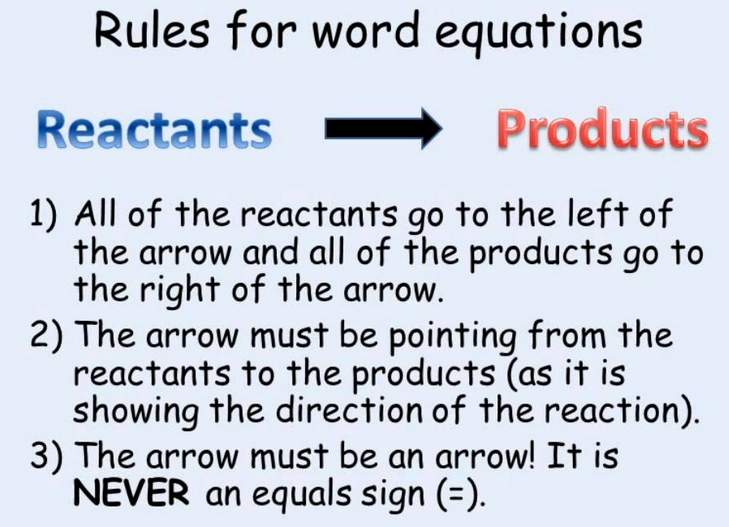 Rules for word equations
Reactants Products
1) All of the reactants go to the left of
the arrow and all of the products go to
the right of the arrow.
2) The arrow must be pointing from the
reactants to the products (as it is
showing the direction of the reaction).
3) The arrow must be an arrow! It is
NEVER an equals sign (=).